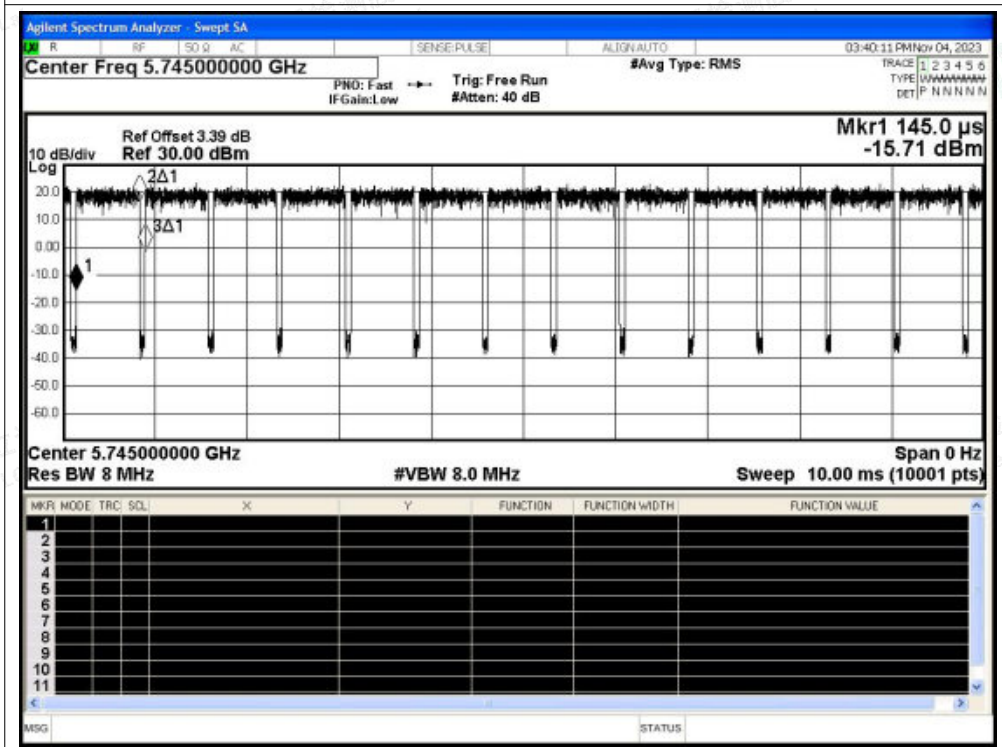 Agilent Spectrum Analyzer - Swept SA
R RF 50 Ω AC SENSE:PULSE ALIGN AUTO 03:40:11 PM Nov 04, 2023
Center Freq 5.745000000 GHz #Avg Type: RMS TRACE 1 2 3 4 5 6
PNO: Fast Trig: Free Run TYPE WWWWWW
IFGain:Low #Atten: 40 dB DET P N N N N N
Ref Offset 3.39 dB Mkr1 145.0 µs
10 dB/div Ref 30.00 dBm -15.71 dBm
Log
20.0
10.0
0.00
-10.0
-20.0
-30.0
-40.0
-50.0
-60.0
2Δ1
3Δ1
1
Center 5.745000000 GHz Span 0 Hz
Res BW 8 MHz #VBW 8.0 MHz Sweep 10.00 ms (10001 pts)
MKR MODE TRC SCL X Y FUNCTION FUNCTION WIDTH FUNCTION VALUE
1
2
3
4
5
6
7
8
9
10
11
MSG STATUS